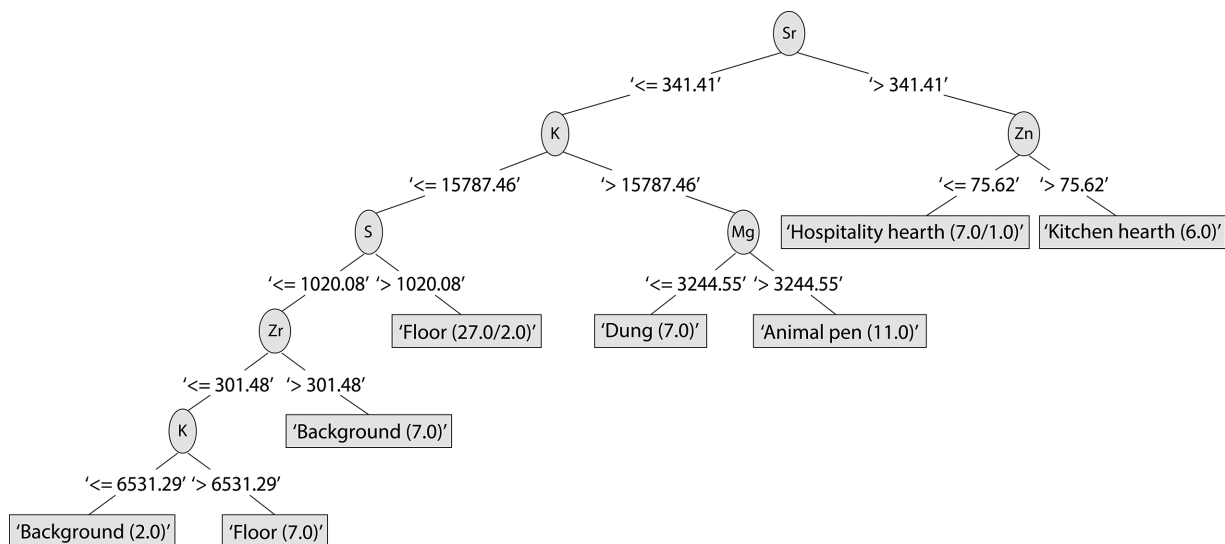 Sr
‘<= 341.41’ ‘> 341.41’
K Zn
‘<= 15787.46’ ‘> 15787.46’ ‘<= 75.62’ ‘> 75.62’
S Mg ‘Hospitality hearth (7.0/1.0)’ ‘Kitchen hearth (6.0)’
‘<= 1020.08’ ‘> 1020.08’ ‘<= 3244.55’ ‘> 3244.55’
Zr ‘Floor (27.0/2.0)’ ‘Dung (7.0)’ ‘Animal pen (11.0)’
‘<= 301.48’ ‘> 301.48’
K ‘Background (7.0)’
‘<= 6531.29’ ‘> 6531.29’
‘Background (2.0)’ ‘Floor (7.0)’